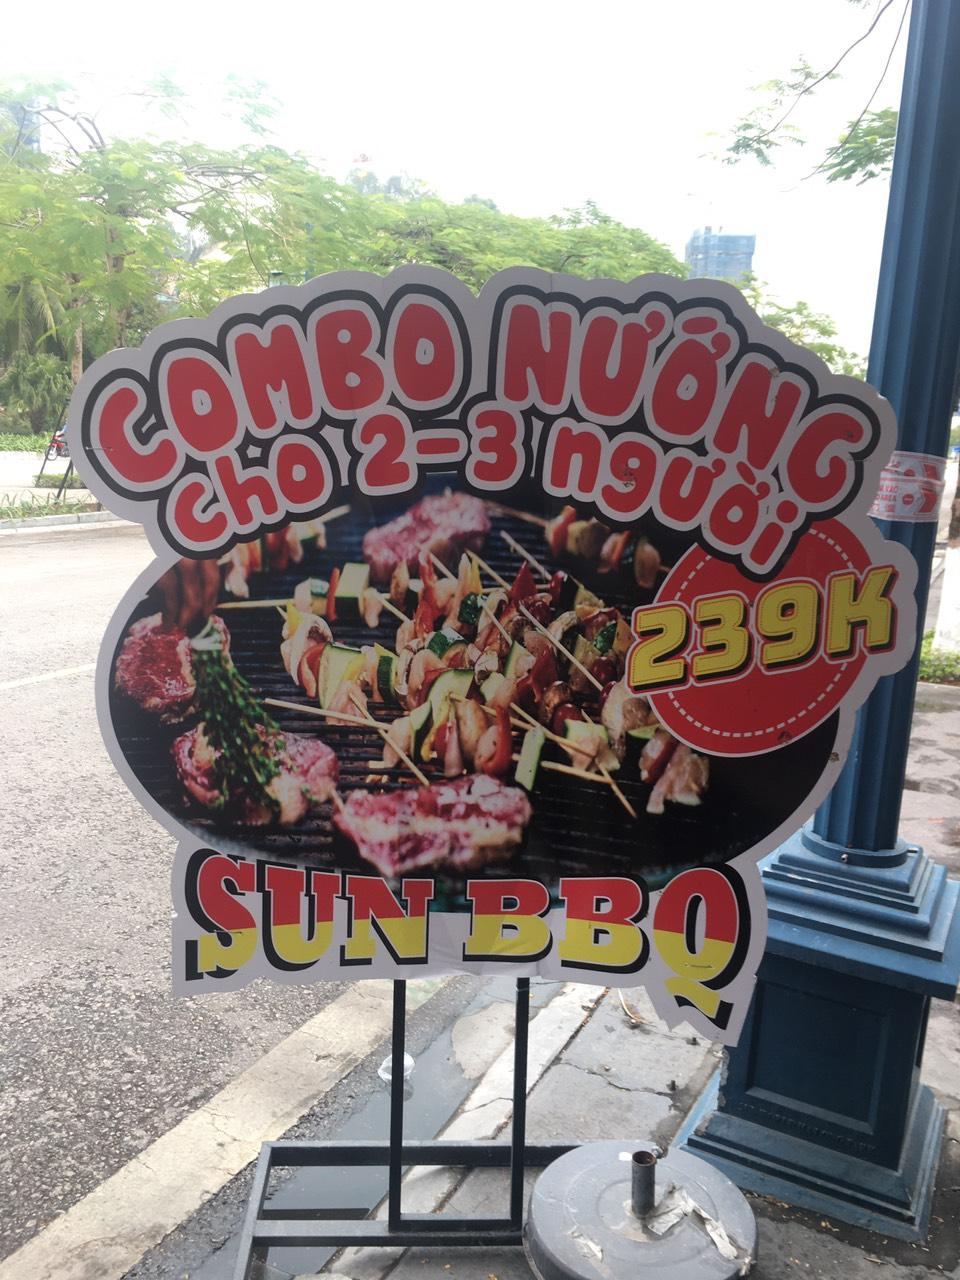 COMBO NƯỚNG
cho 2-3 người
239K
SUN BBQ